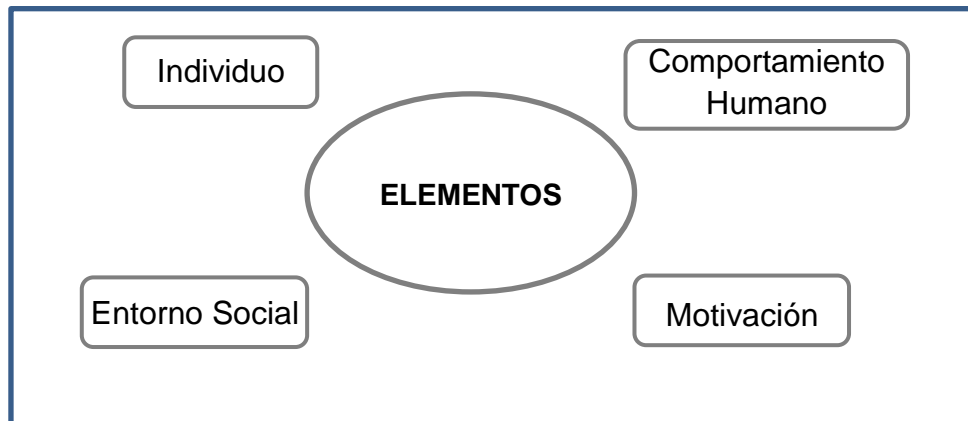 Individuo
Comportamiento
Humano
ELEMENTOS
Entorno Social
Motivación